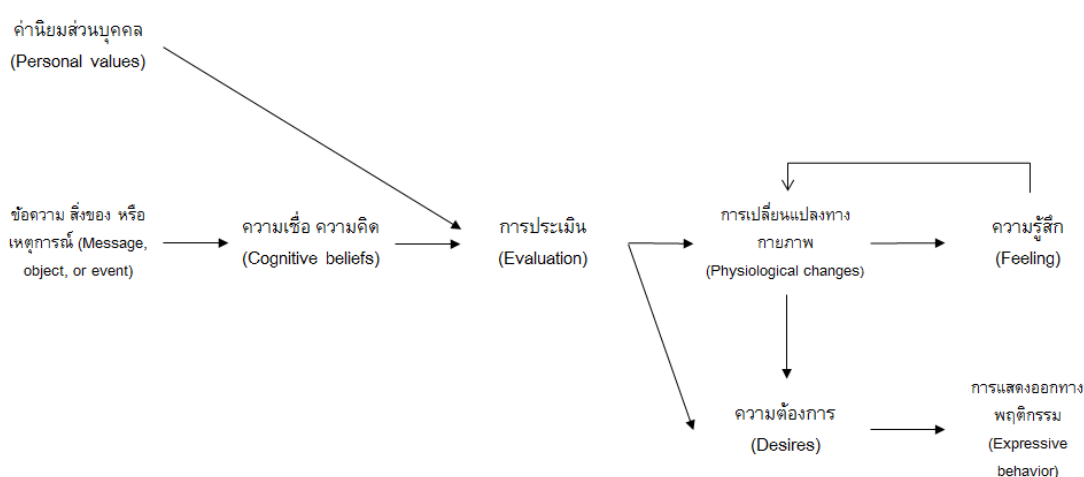 ค่านิยมส่วนบุคคล
(Personal values)
ข้อความ สิ่งของ หรือ
เหตุการณ์ (Message,
object, or event)
ความเชื่อ ความคิด
(Cognitive beliefs)
การประเมิน
(Evaluation)
การเปลี่ยนแปลงทาง
กายภาพ
(Physiological changes)
ความรู้สึก
(Feeling)
ความต้องการ
(Desires)
การแสดงออกทาง
พฤติกรรม
(Expressive
behavior)